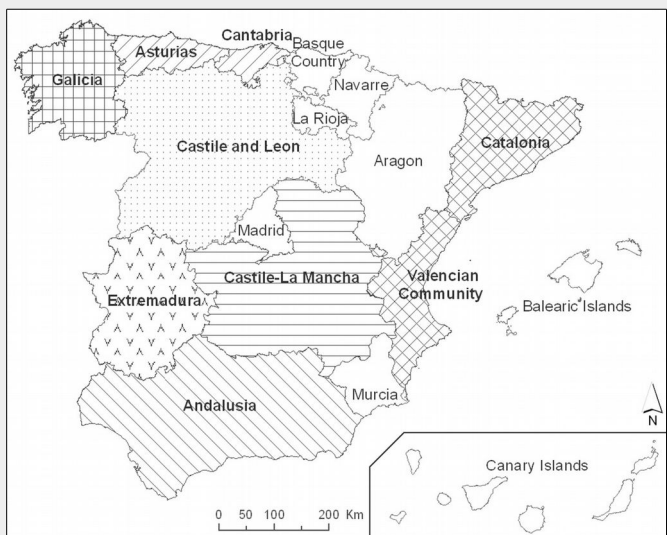 Cantabria
Asturias
Basque
Country
Galicia
Navarre
La Rioja
Castile and Leon
Catalonia
Aragon
Madrid
Castile-La Mancha
Valencian
Community
Extremadura
Balearic Islands
Murcia
Andalusia
N
Canary Islands
0 50 100 200 Km